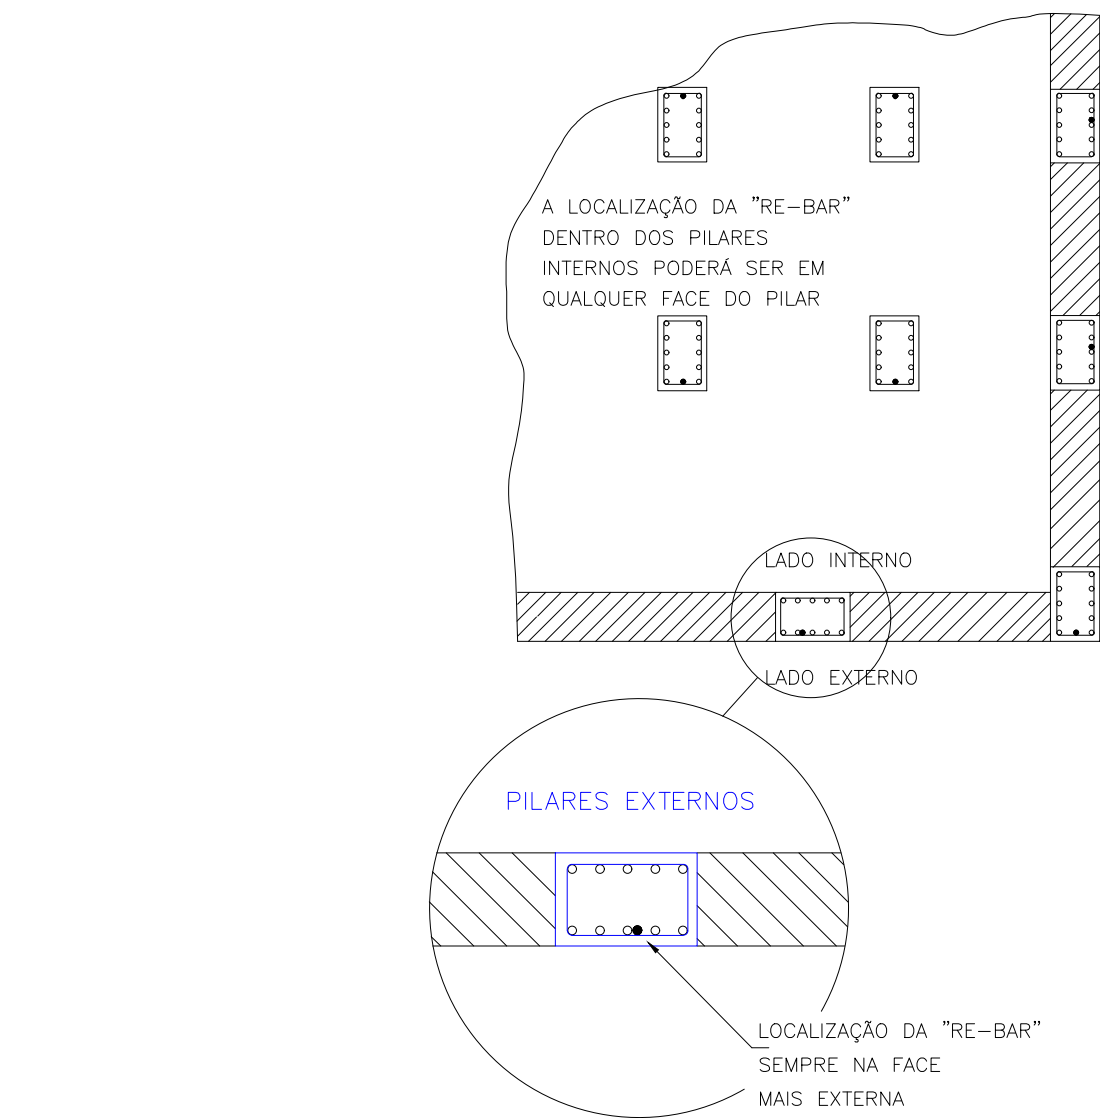 A LOCALIZAÇÃO DA "RE-BAR"
DENTRO DOS PILARES
INTERNOS PODERÁ SER EM
QUALQUER FACE DO PILAR
LADO INTERNO
LADO EXTERNO
PILARES EXTERNOS
LOCALIZAÇÃO DA "RE-BAR"
SEMPRE NA FACE
MAIS EXTERNA